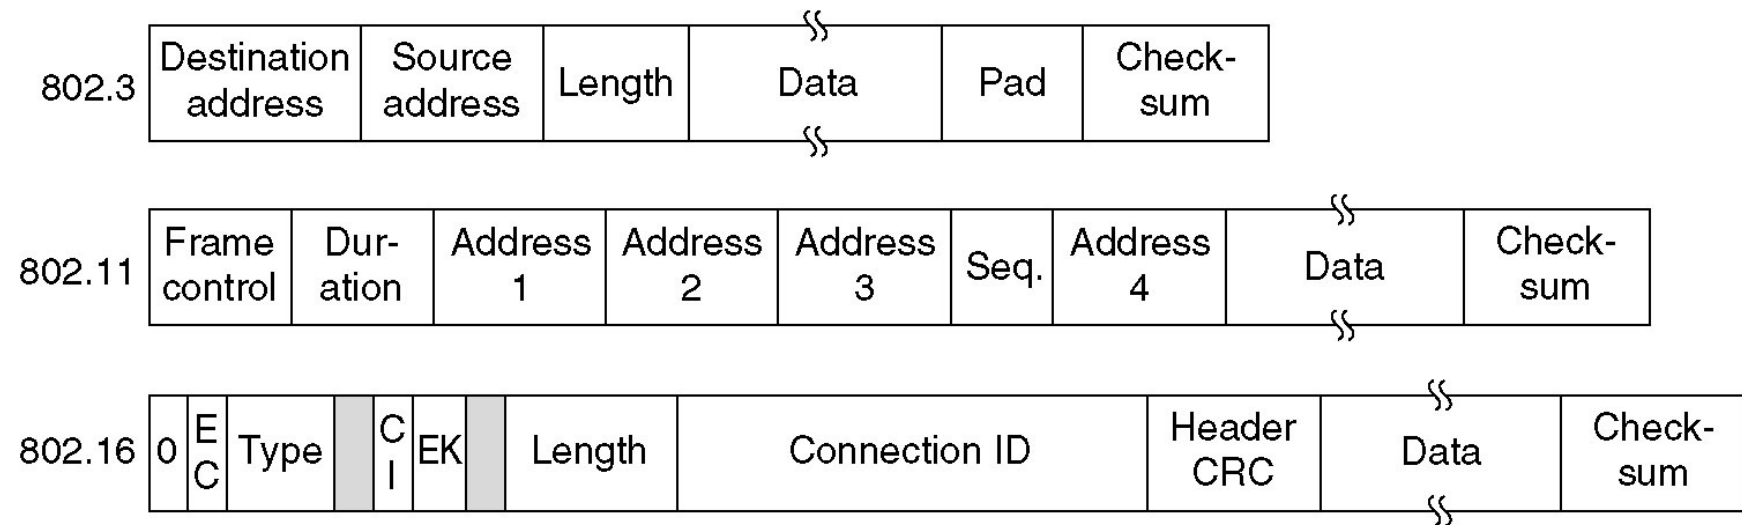 802.3
Destination
address
Source
address
Length
Data
Pad
Check-
sum
802.11
Frame
control
Dur-
ation
Address
1
Address
2
Address
3
Seq.
Address
4
Data
Check-
sum
802.16
0
E
C
Type
C
I
EK
Length
Connection ID
Header
CRC
Data
Check-
sum